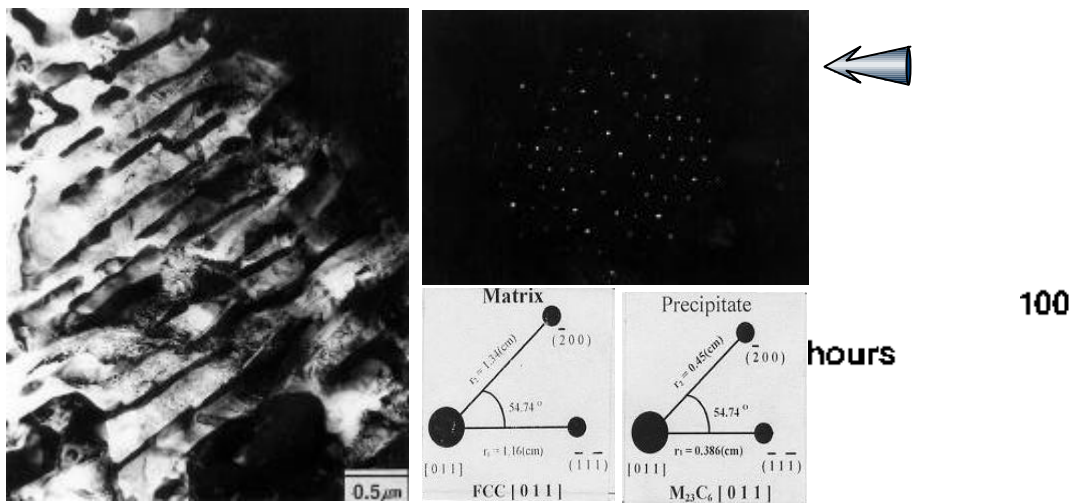 0.5μm
Matrix
r₂ = 1.34(cm)
(2̄00)
54.74°
r₁ = 1.16(cm)
[011]
(1̄1̄1)
FCC [011]
Precipitate
r₂ = 0.45(cm)
(2̄00)
54.74°
r₁ = 0.386(cm)
[011]
(1̄1̄1)
M₂₃C₆ [011]
100
hours